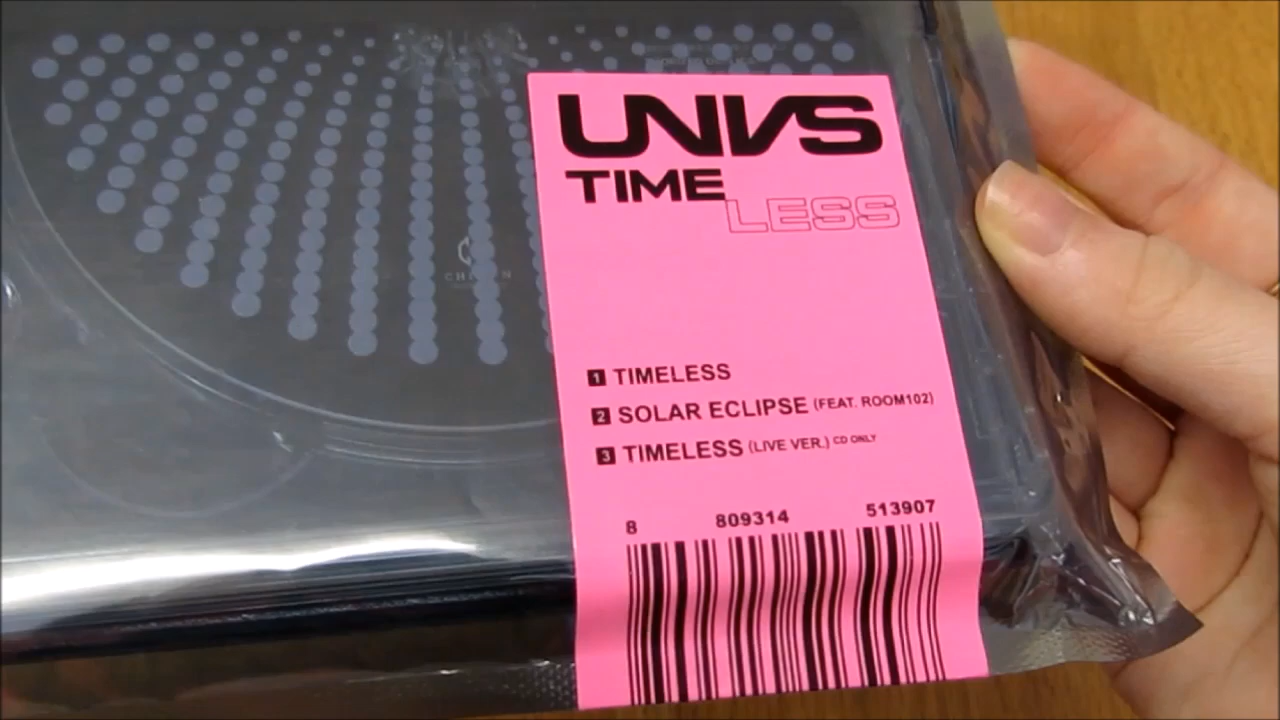 UNVS
TIME
LESS
1 TIMELESS
2 SOLAR ECLIPSE (FEAT. ROOM102)
3 TIMELESS (LIVE VER.) CD ONLY
8 809314 513907